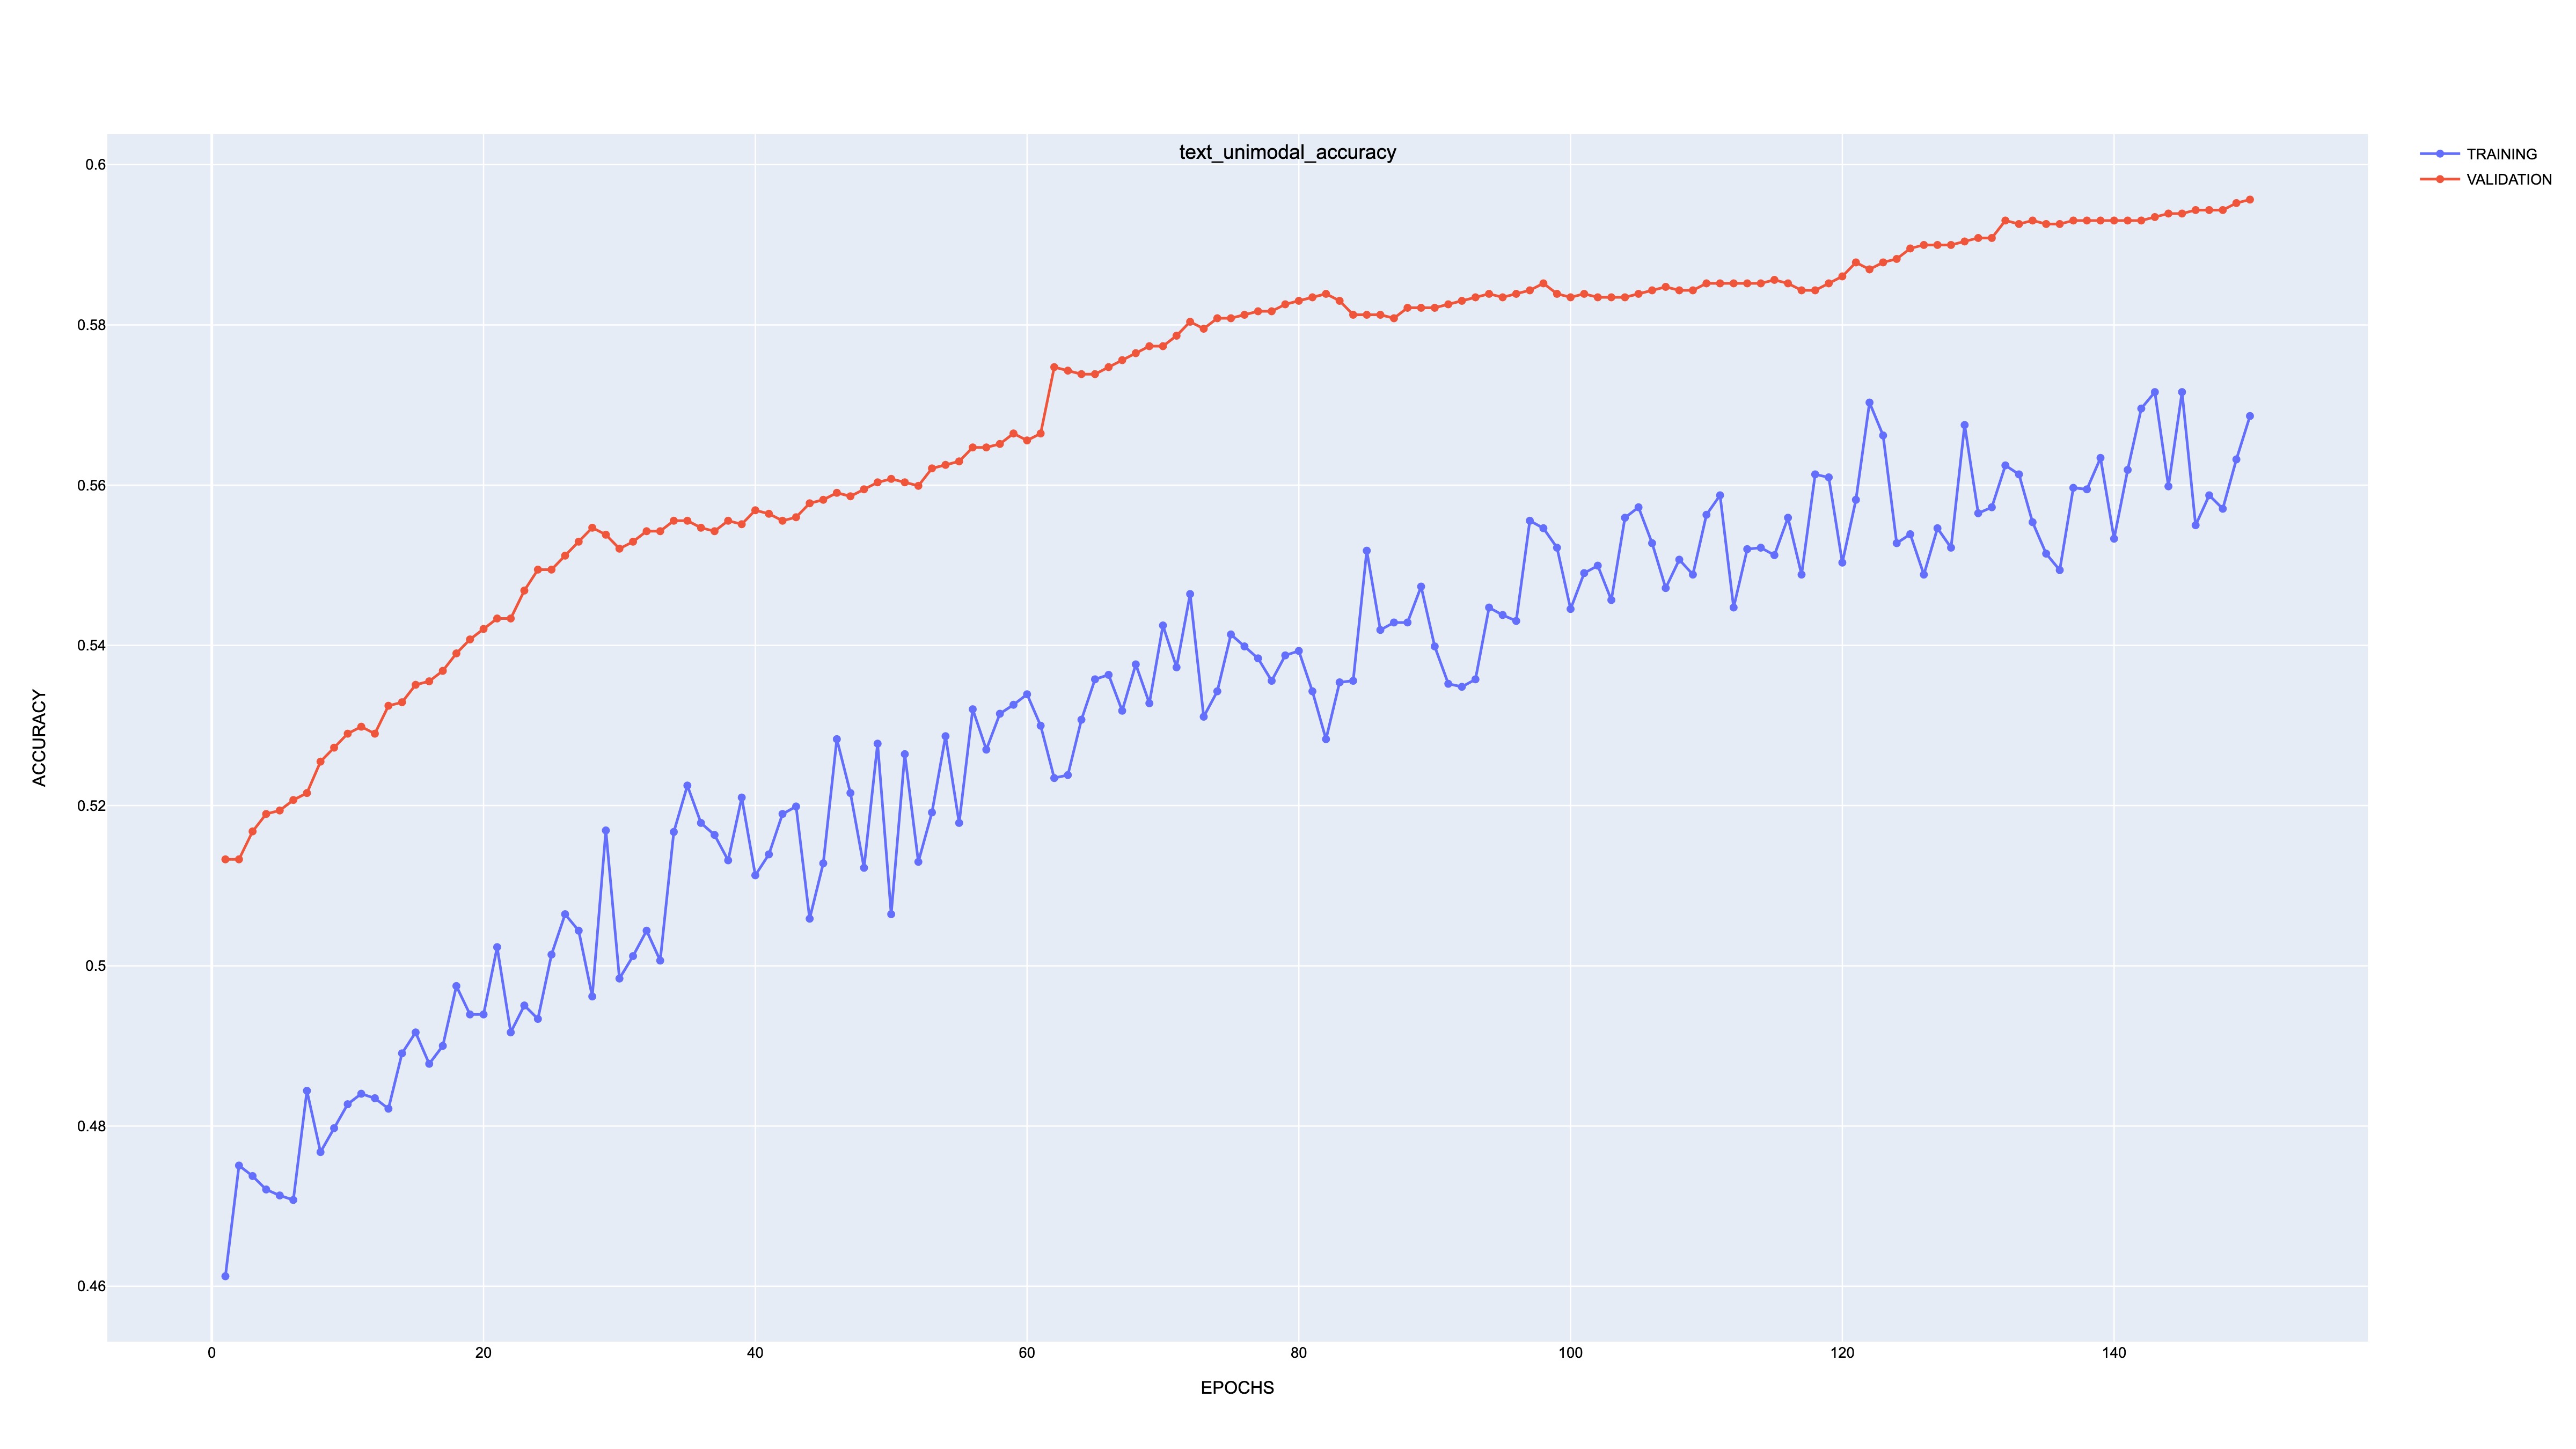 text_unimodal_accuracy
TRAINING
VALIDATION
0.6
0.58
0.56
0.54
0.52
0.5
0.48
0.46
ACCURACY
0 20 40 60 80 100 120 140
EPOCHS